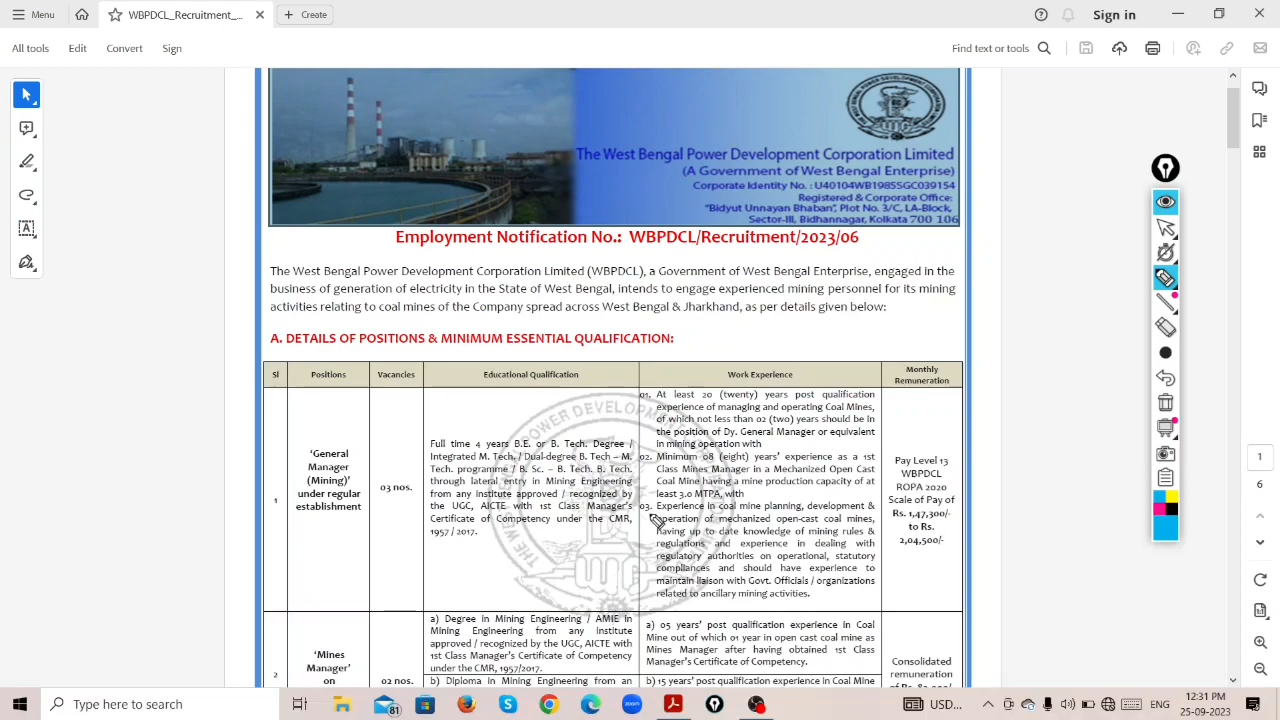 Menu
WBPDCL_Recruitment_...
Create
Sign in
All tools
Edit
Convert
Sign
Find text or tools
The West Bengal Power Development Corporation Limited
(A Government of West Bengal Enterprise)
Corporate Identity No. : U40104WB1985SGC039154
Registered & Corporate Office:
"Bidyut Unnayan Bhaban", Plot No. 3/C, LA-Block,
Sector-III, Bidhannagar, Kolkata 700 106
Employment Notification No.: WBPDCL/Recruitment/2023/06
The West Bengal Power Development Corporation Limited (WBPDCL), a Government of West Bengal Enterprise, engaged in the
business of generation of electricity in the State of West Bengal, intends to engage experienced mining personnel for its mining
activities relating to coal mines of the Company spread across West Bengal & Jharkhand, as per details given below:
A. DETAILS OF POSITIONS & MINIMUM ESSENTIAL QUALIFICATION:
Sl
Positions
Vacancies
Educational Qualification
Work Experience
Monthly
Remuneration
1
'General
Manager
(Mining)'
under regular
establishment
03 nos.
Full time 4 years B.E. or B. Tech. Degree /
Integrated M. Tech. / Dual-degree B. Tech – M.
Tech. programme / B. Sc. – B. Tech. B. Tech.
through lateral entry in Mining Engineering
from any institute approved / recognized by
the UGC, AICTE with 1st Class Manager's
Certificate of Competency under the CMR,
1957 / 2017.
01. At least 20 (twenty) years post qualification
experience of managing and operating Coal Mines,
of which not less than 02 (two) years should be in
the position of Dy. General Manager or equivalent
in mining operation with
02. Minimum 08 (eight) years' experience as a 1st
Class Mines Manager in a Mechanized Open Cast
Coal Mine having a mine production capacity of at
least 3.0 MTPA, with
03. Experience in coal mine planning, development &
operation of mechanized open-cast coal mines,
having up to date knowledge of mining rules &
regulations and experience in dealing with
regulatory authorities on operational, statutory
compliances and should have experience to
maintain liaison with Govt. Officials / organizations
related to ancillary mining activities.
Pay Level 13
WBPDCL
ROPA 2020
Scale of Pay of
Rs. 1,47,300/-
to Rs.
2,04,500/-
2
'Mines
Manager'
on
02 nos.
a) Degree in Mining Engineering / AMIE in
Mining Engineering from any Institute
approved / recognized by the UGC, AICTE with
1st Class Manager's Certificate of Competency
under the CMR, 1957/2017.
b) Diploma in Mining Engineering from an
a) 05 years' post qualification experience in Coal
Mine out of which 01 year in open cast coal mine as
Mines Manager after having obtained 1st Class
Manager's Certificate of Competency.
b) 15 years' post qualification experience in Coal Mine
Consolidated
remuneration
1
6
Type here to search
81
zoom
USD...
12:31 PM
25-09-2023